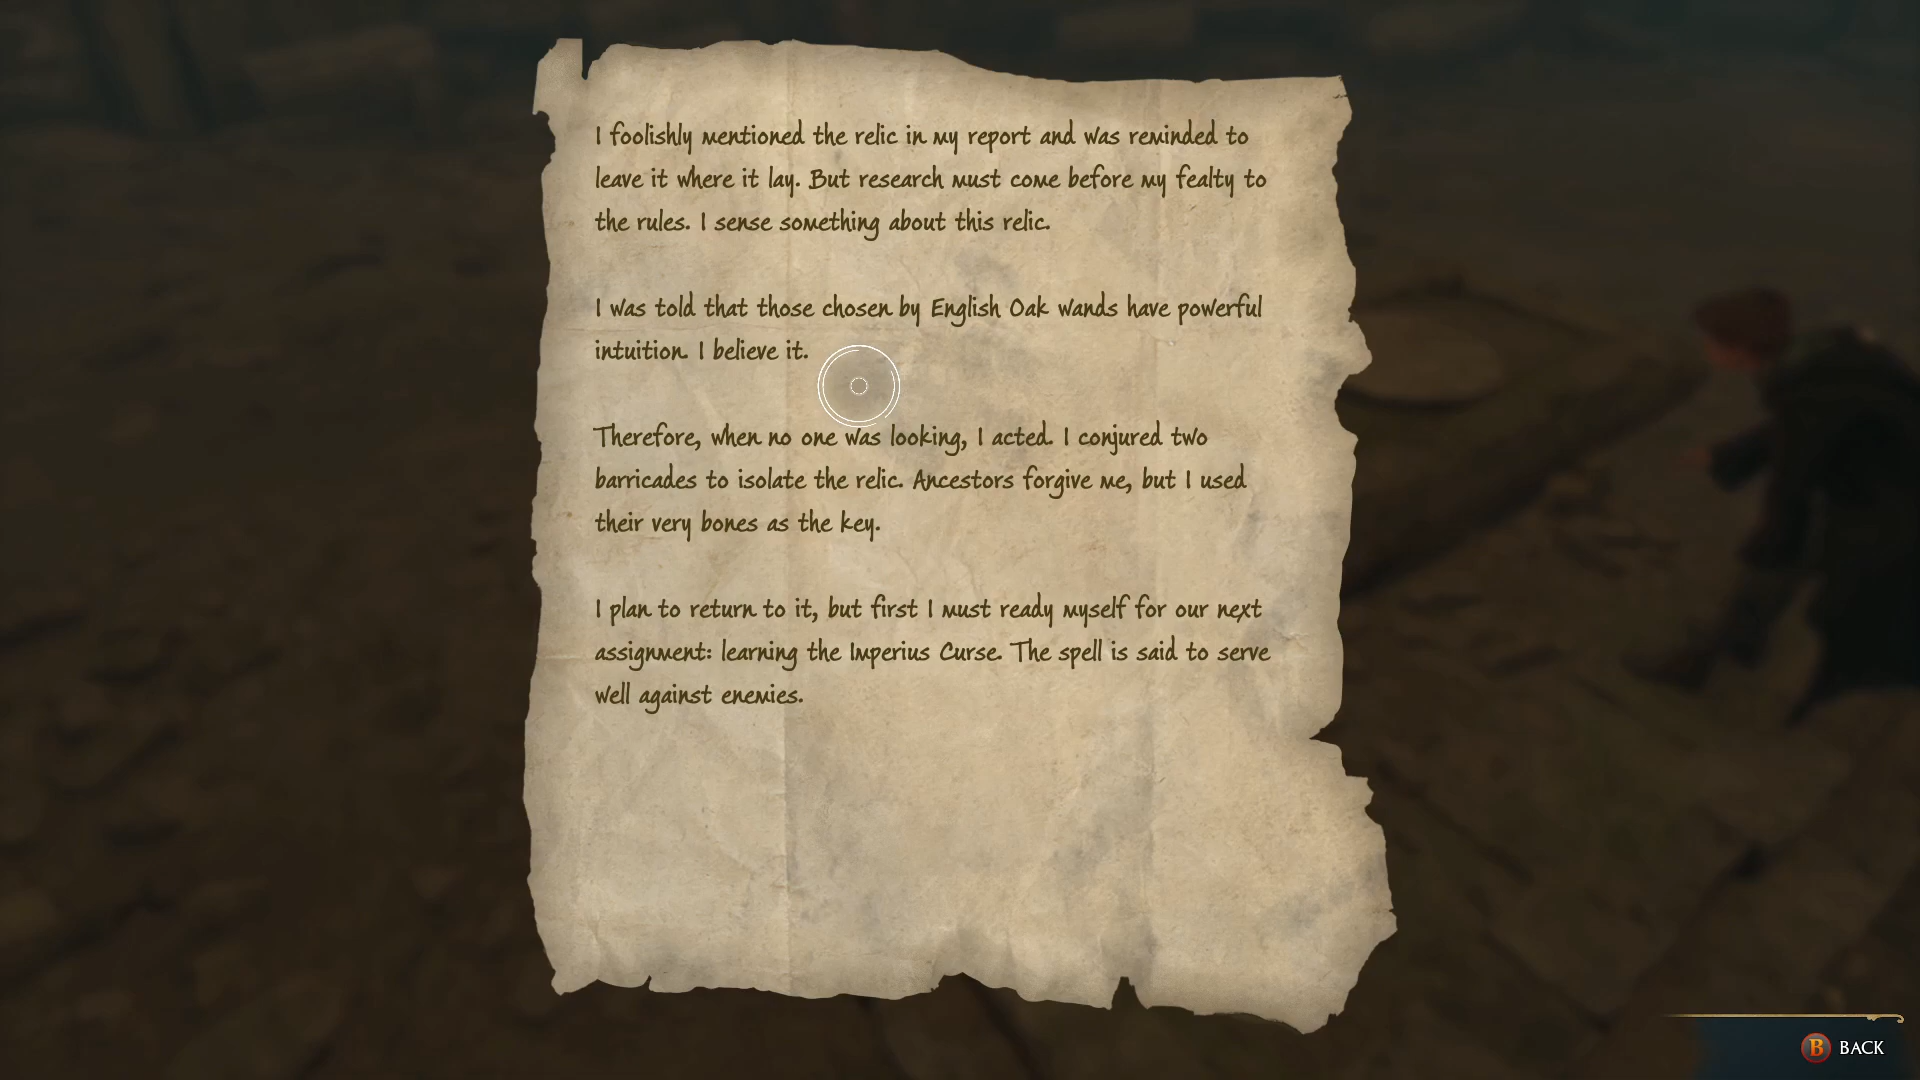 I foolishly mentioned the relic in my report and was reminded to
leave it where it lay. But research must come before my fealty to
the rules. I sense something about this relic.
I was told that those chosen by English Oak wands have powerful
intuition. I believe it.
Therefore, when no one was looking, I acted. I conjured two
barricades to isolate the relic. Ancestors forgive me, but I used
their very bones as the key.
I plan to return to it, but first I must ready myself for our next
assignment: learning the Imperius Curse. The spell is said to serve
well against enemies.
B BACK